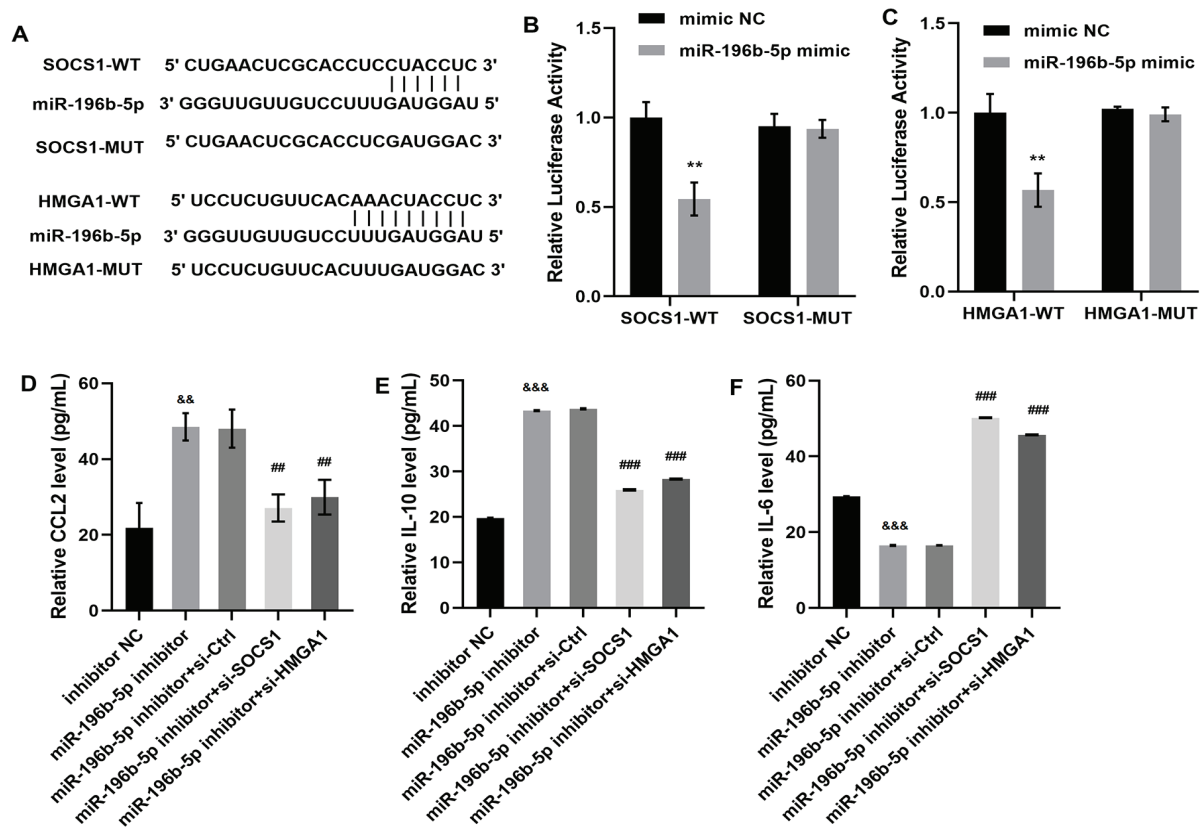 A
SOCS1-WT 5' CUGAACUCGCACCUCCUACCUC 3'
miR-196b-5p 3' GGGUUGUUGUCCUUUGAUGGAU 5'
SOCS1-MUT 5' CUGAACUCGCACCUCGAUGGAC 3'
HMGA1-WT 5' UCCUCUGUUCACAAACUACCUC 3'
miR-196b-5p 3' GGGUUGUUGUCCUUUGAUGGAU 5'
HMGA1-MUT 5' UCCUCUGUUCACUUUGAUGGAC 3'
B
mimic NC
miR-196b-5p mimic
Relative Luciferase Activity
1.5
1.0
0.5
0.0
**
SOCS1-WT SOCS1-MUT
C
mimic NC
miR-196b-5p mimic
Relative Luciferase Activity
1.5
1.0
0.5
0.0
**
HMGA1-WT HMGA1-MUT
D
Relative CCL2 level (pg/mL)
60
40
20
0
&&
##
##
inhibitor NC
miR-196b-5p inhibitor
miR-196b-5p inhibitor+si-Ctrl
miR-196b-5p inhibitor+si-SOCS1
miR-196b-5p inhibitor+si-HMGA1
E
Relative IL-10 level (pg/mL)
50
40
30
20
10
0
&&&
###
###
inhibitor NC
miR-196b-5p inhibitor
miR-196b-5p inhibitor+si-Ctrl
miR-196b-5p inhibitor+si-SOCS1
miR-196b-5p inhibitor+si-HMGA1
F
Relative IL-6 level (pg/mL)
60
40
20
0
&&&
###
###
inhibitor NC
miR-196b-5p inhibitor
miR-196b-5p inhibitor+si-Ctrl
miR-196b-5p inhibitor+si-SOCS1
miR-196b-5p inhibitor+si-HMGA1